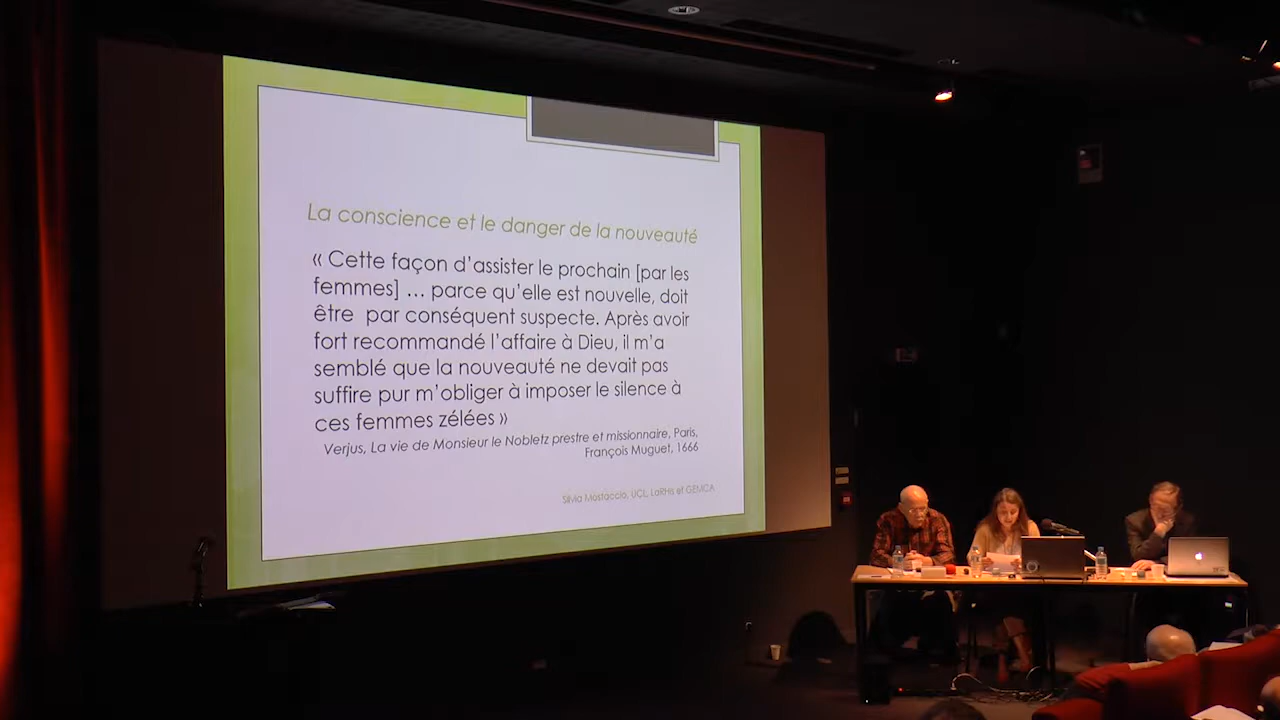 La conscience et le danger de la nouveauté
« Cette façon d'assister le prochain [par les
femmes] … parce qu'elle est nouvelle, doit
être par conséquent suspecte. Après avoir
fort recommandé l'affaire à Dieu, il m'a
semblé que la nouveauté ne devait pas
suffire pur m'obliger à imposer le silence à
ces femmes zélées »
Verjus, La vie de Monsieur le Nobletz prestre et missionnaire, Paris,
François Muguet, 1666
Silvia Mostaccio, UCL, LaRHis et GEMCA